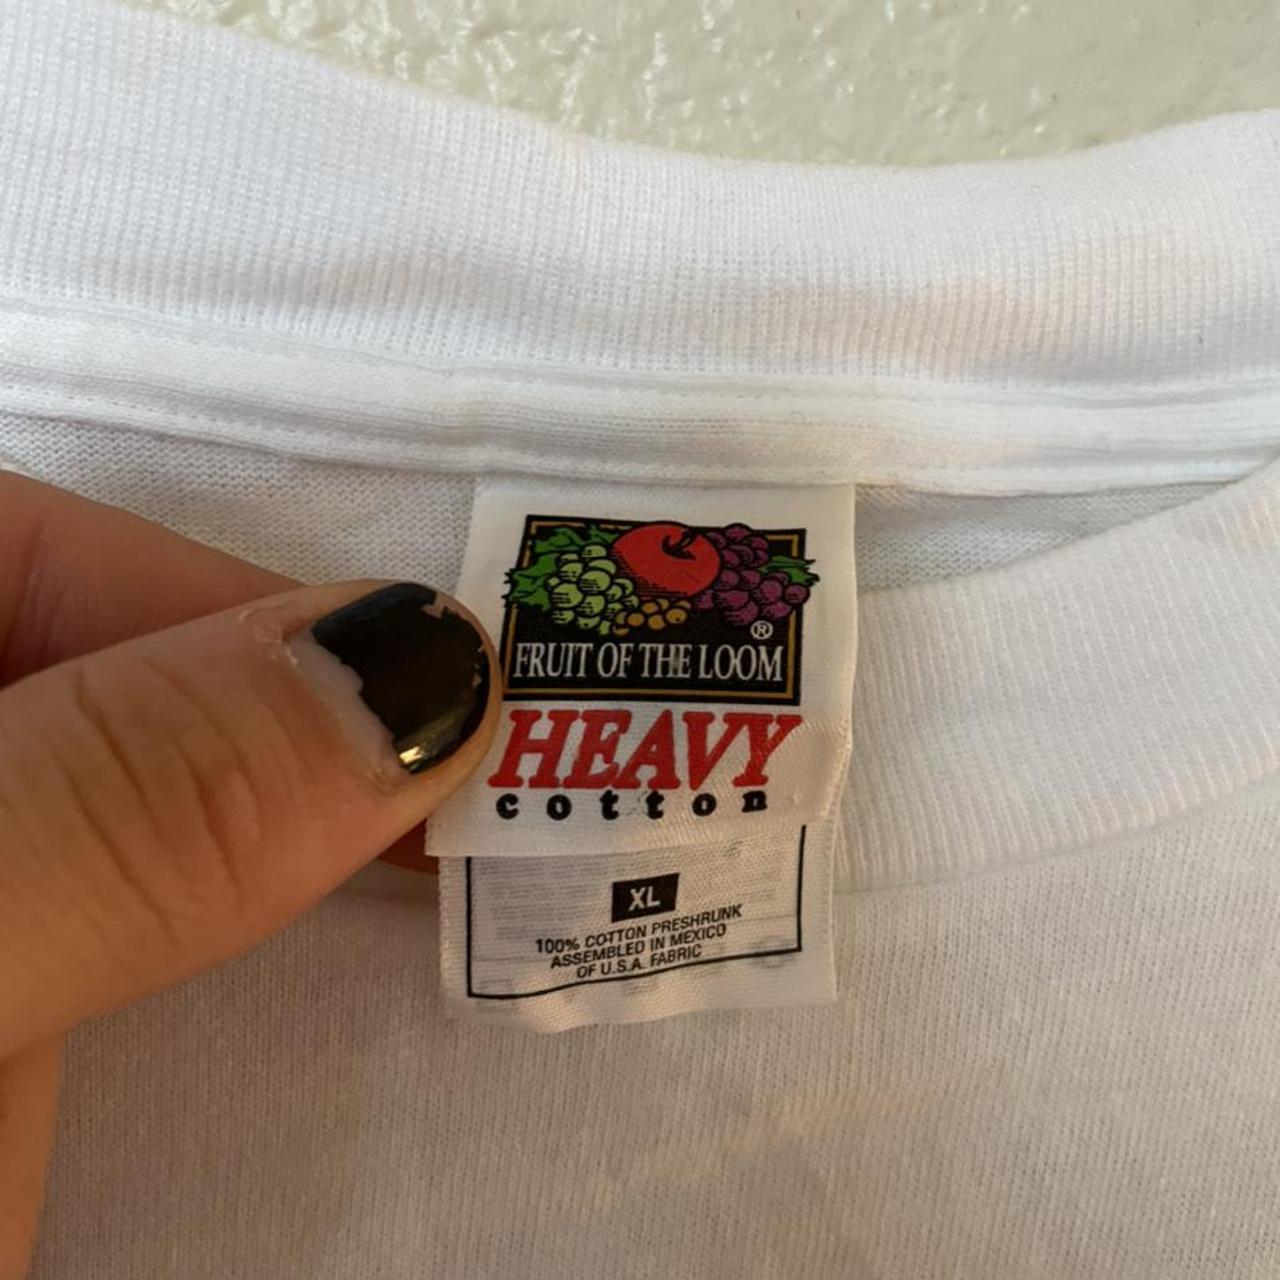 ®
FRUIT OF THE LOOM
HEAVY
cotton
XL
100% COTTON PRESHRUNK
ASSEMBLED IN MEXICO
OF U.S.A. FABRIC